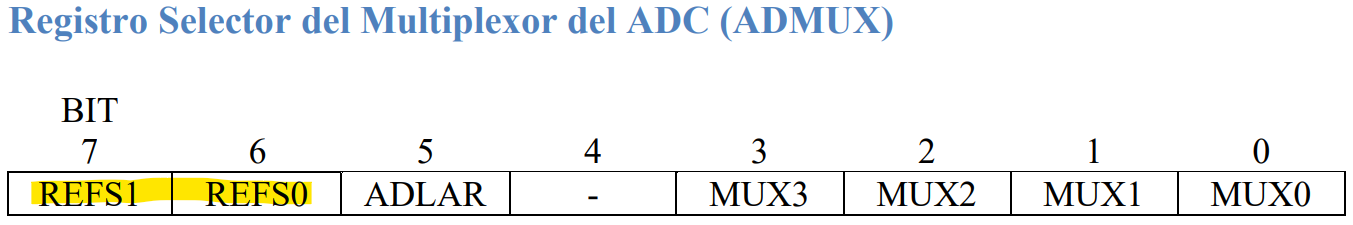 Registro Selector del Multiplexor del ADC (ADMUX)
BIT
7 6 5 4 3 2 1 0
REFS1 REFS0 ADLAR - MUX3 MUX2 MUX1 MUX0